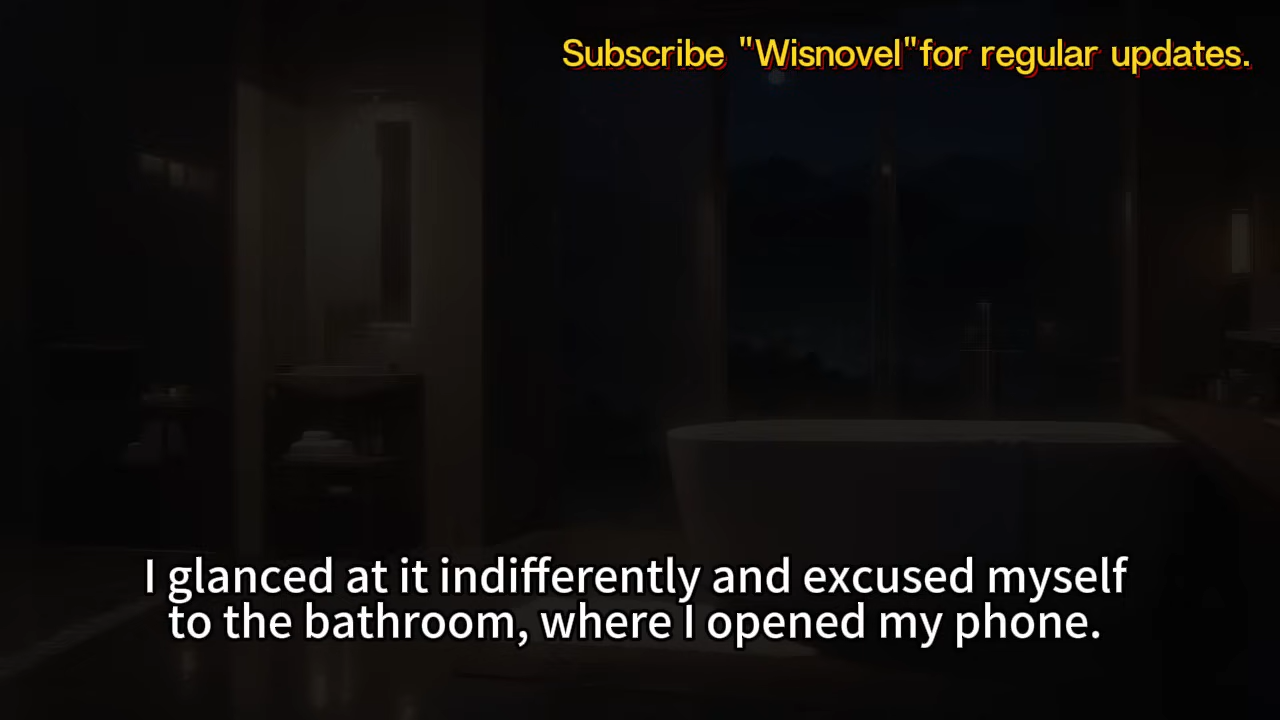 Subscribe "Wisnovel"for regular updates.
I glanced at it indifferently and excused myself
to the bathroom, where I opened my phone.